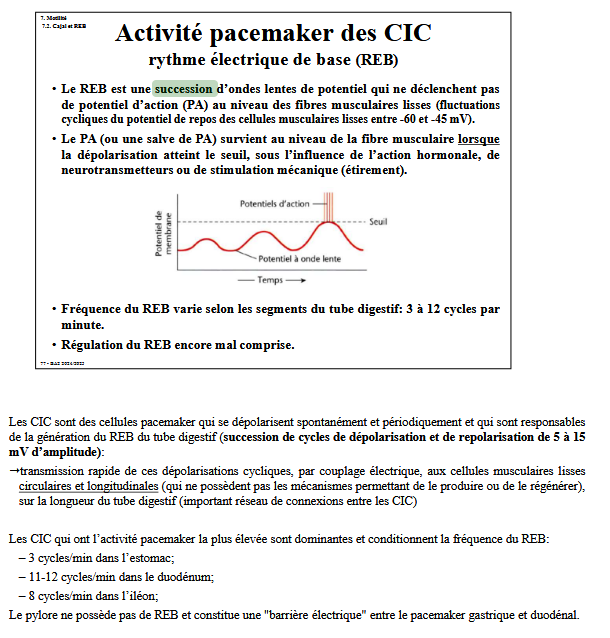 7. Motilité
7.2. Cajal et REB
Activité pacemaker des CIC
rythme électrique de base (REB)
• Le REB est une succession d'ondes lentes de potentiel qui ne déclenchent pas
de potentiel d'action (PA) au niveau des fibres musculaires lisses (fluctuations
cycliques du potentiel de repos des cellules musculaires lisses entre -60 et -45 mV).
• Le PA (ou une salve de PA) survient au niveau de la fibre musculaire lorsque
la dépolarisation atteint le seuil, sous l'influence de l'action hormonale, de
neurotransmetteurs ou de stimulation mécanique (étirement).
Potentiels d'action
Seuil
Potentiel de
membrane
Potentiel à onde lente
Temps
• Fréquence du REB varie selon les segments du tube digestif: 3 à 12 cycles par
minute.
• Régulation du REB encore mal comprise.
Les CIC sont des cellules pacemaker qui se dépolarisent spontanément et périodiquement et qui sont responsables
de la génération du REB du tube digestif (succession de cycles de dépolarisation et de repolarisation de 5 à 15
mV d'amplitude):
→transmission rapide de ces dépolarisations cycliques, par couplage électrique, aux cellules musculaires lisses
circulaires et longitudinales (qui ne possèdent pas les mécanismes permettant de le produire ou de le régénérer),
sur la longueur du tube digestif (important réseau de connexions entre les CIC)
Les CIC qui ont l'activité pacemaker la plus élevée sont dominantes et conditionnent la fréquence du REB:
– 3 cycles/min dans l'estomac;
– 11-12 cycles/min dans le duodénum;
– 8 cycles/min dans l'iléon;
Le pylore ne possède pas de REB et constitue une "barrière électrique" entre le pacemaker gastrique et duodénal.